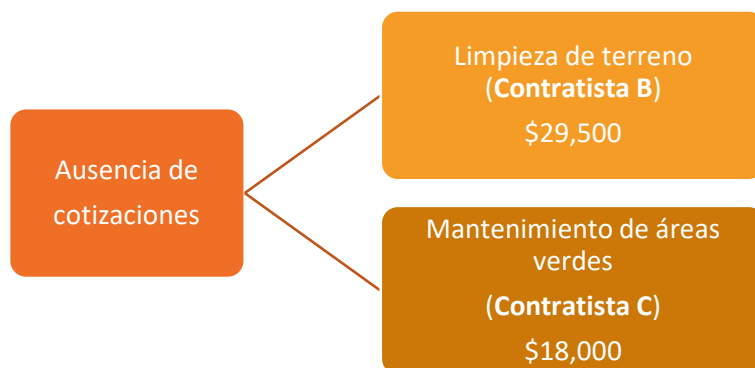 Ausencia de
cotizaciones
Limpieza de terreno
(Contratista B)
$29,500
Mantenimiento de áreas
verdes
(Contratista C)
$18,000